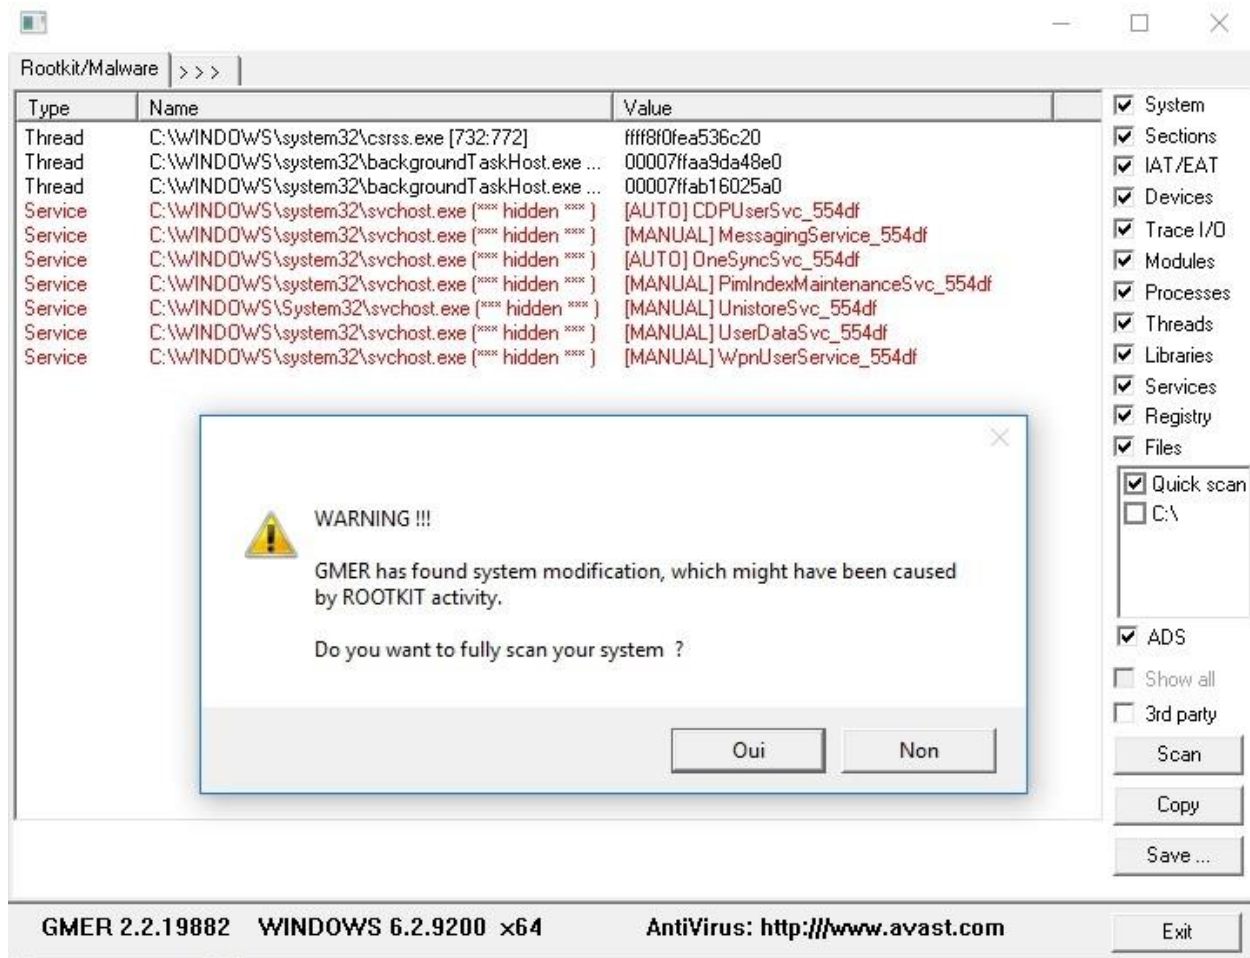 Rootkit/Malware > > >
Type Name Value
Thread C:\WINDOWS\system32\csrss.exe [732:772] ffff8f0fea536c20
Thread C:\WINDOWS\system32\backgroundTaskHost.exe ... 00007ffaa9da48e0
Thread C:\WINDOWS\system32\backgroundTaskHost.exe ... 00007ffab16025a0
Service C:\WINDOWS\system32\svchost.exe (*** hidden *** ) [AUTO] CDPUserSvc_554df
Service C:\WINDOWS\system32\svchost.exe (*** hidden *** ) [MANUAL] MessagingService_554df
Service C:\WINDOWS\system32\svchost.exe (*** hidden *** ) [AUTO] OneSyncSvc_554df
Service C:\WINDOWS\system32\svchost.exe (*** hidden *** ) [MANUAL] PimIndexMaintenanceSvc_554df
Service C:\WINDOWS\System32\svchost.exe (*** hidden *** ) [MANUAL] UnistoreSvc_554df
Service C:\WINDOWS\system32\svchost.exe (*** hidden *** ) [MANUAL] UserDataSvc_554df
Service C:\WINDOWS\system32\svchost.exe (*** hidden *** ) [MANUAL] WpnUserService_554df
WARNING !!!
GMER has found system modification, which might have been caused
by ROOTKIT activity.
Do you want to fully scan your system ?
Oui Non
System
Sections
IAT/EAT
Devices
Trace I/O
Modules
Processes
Threads
Libraries
Services
Registry
Files
Quick scan
C:\
ADS
Show all
3rd party
Scan
Copy
Save ...
GMER 2.2.19882 WINDOWS 6.2.9200 x64 AntiVirus: http:///www.avast.com
Exit